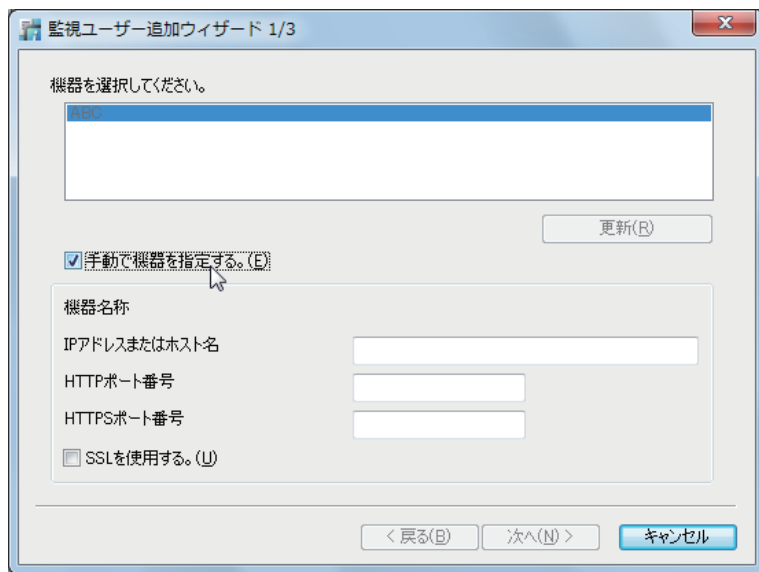 監視ユーザー追加ウィザード 1/3
機器を選択してください。
ABC
更新(R)
手動で機器を指定する。(E)
機器名称
IPアドレスまたはホスト名
HTTPポート番号
HTTPSポート番号
SSLを使用する。(U)
< 戻る(B) 次へ(N) > キャンセル